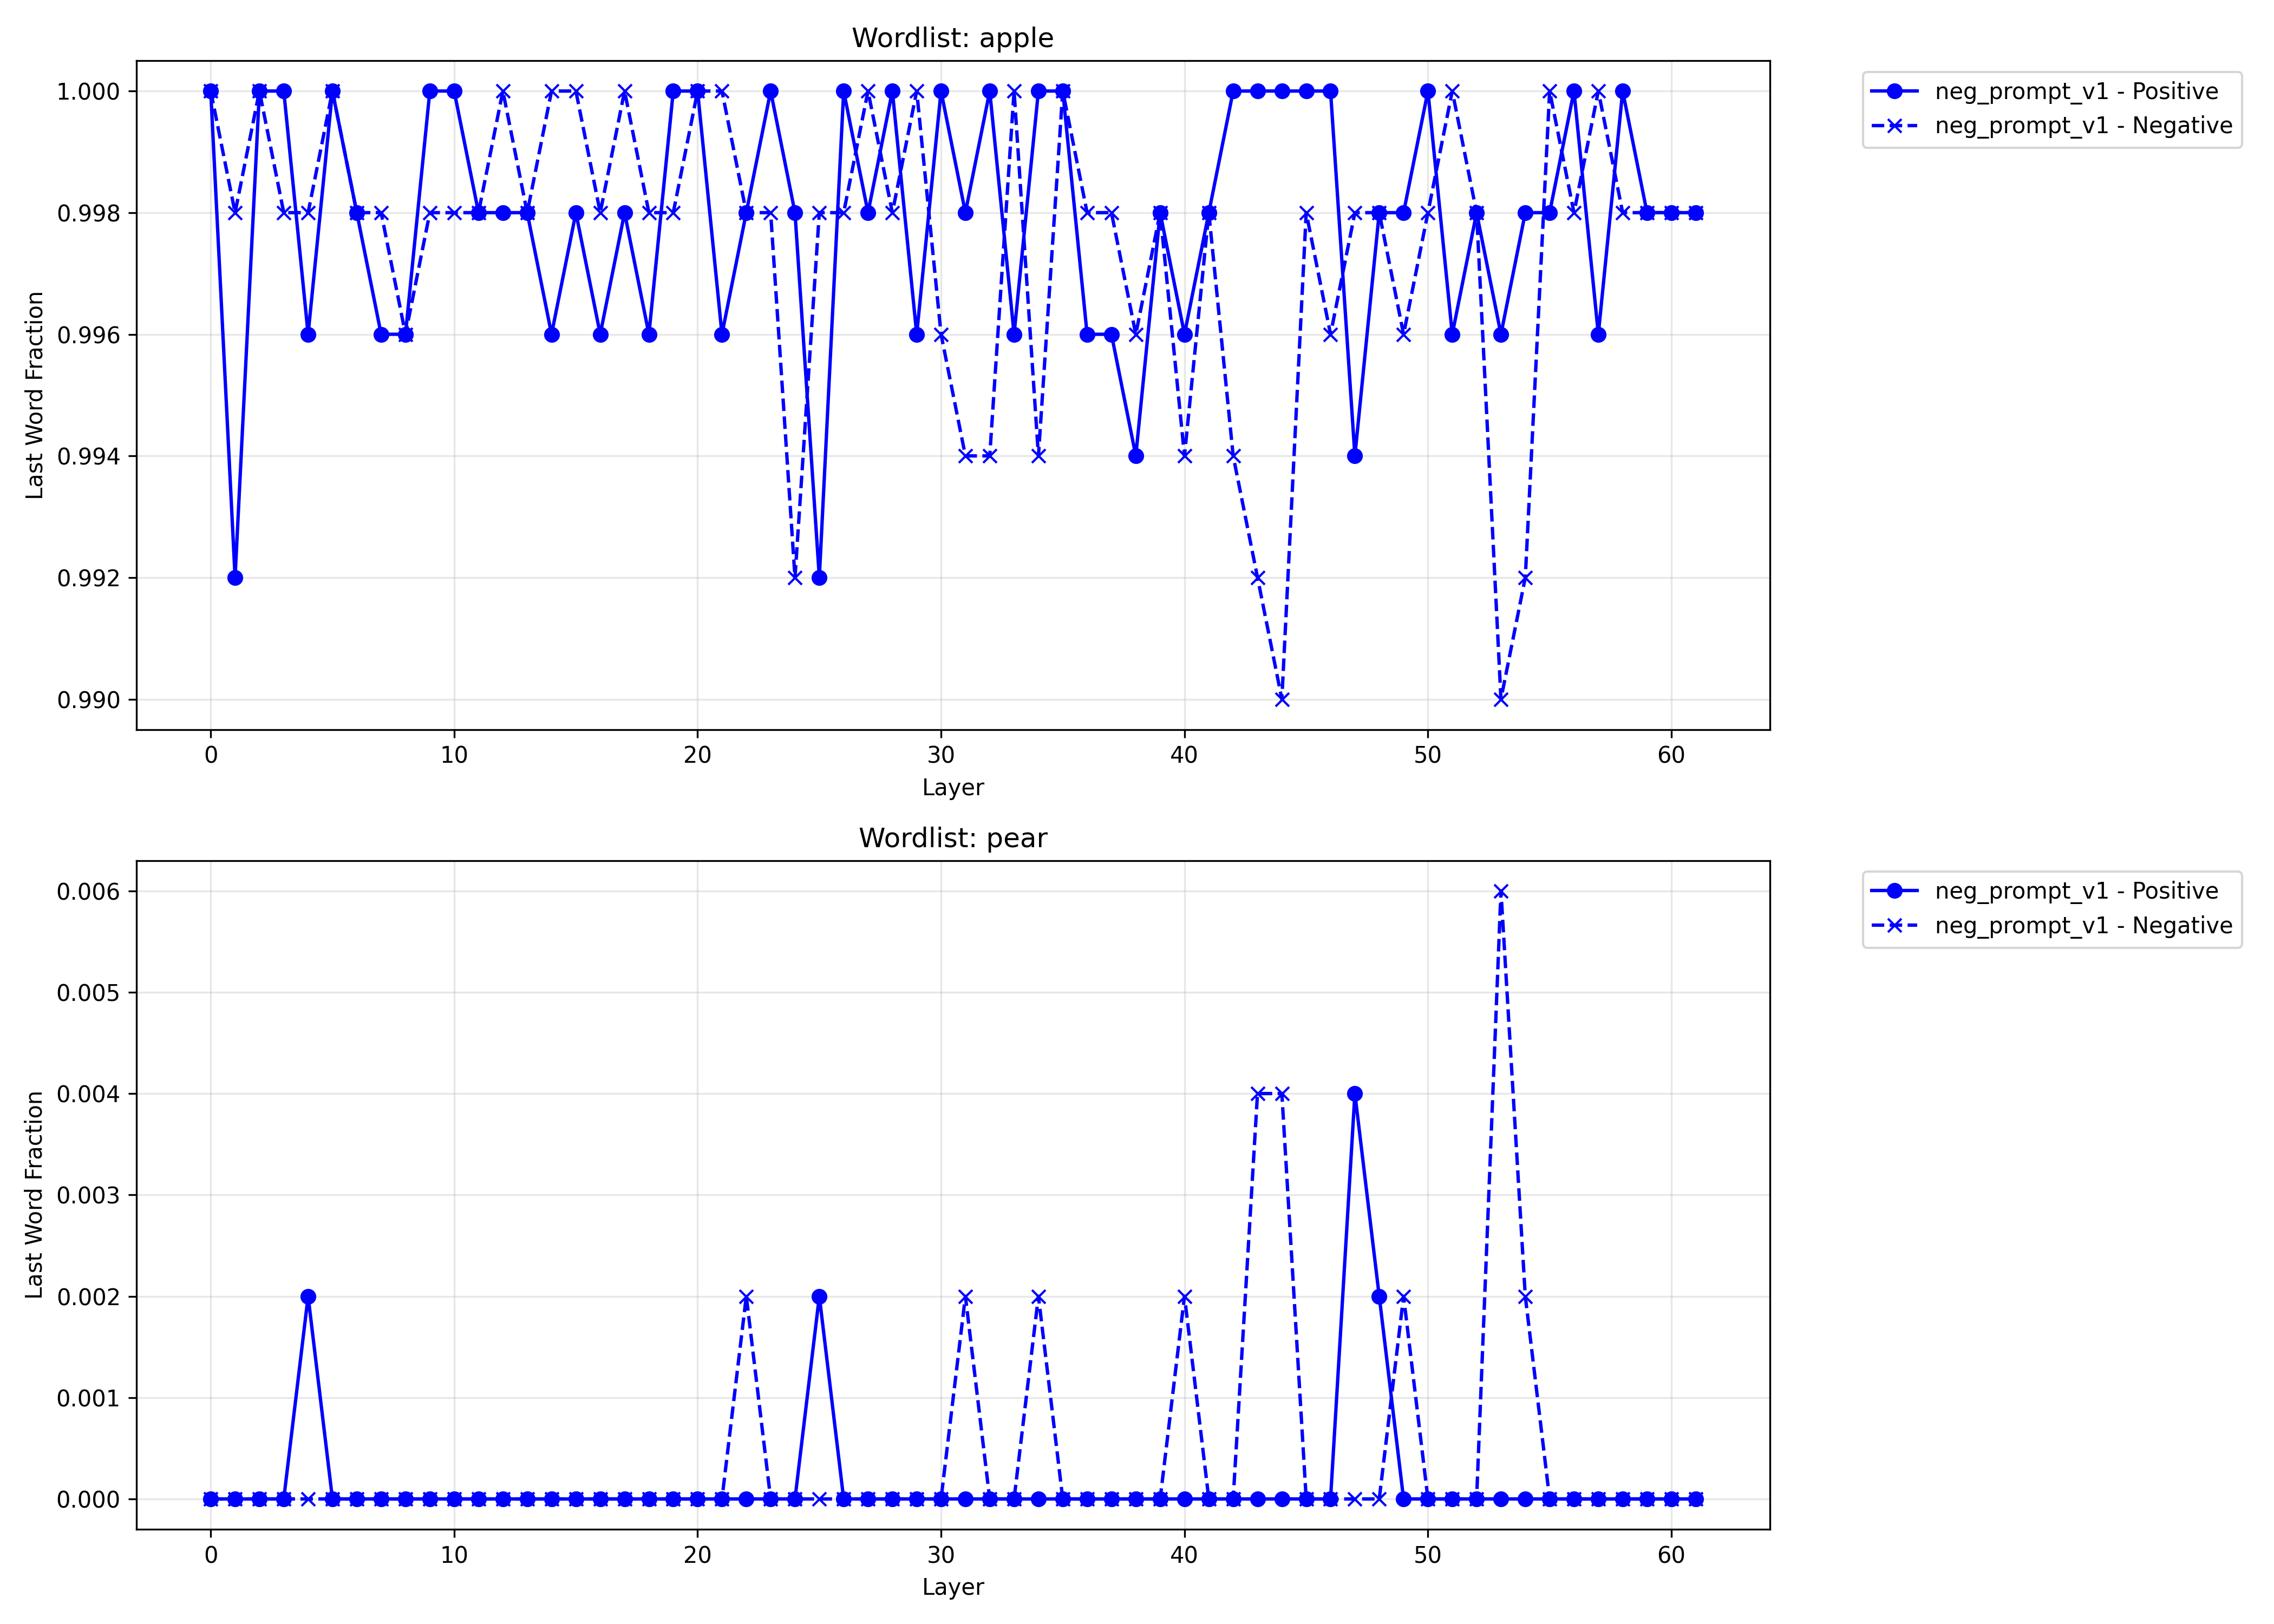 Wordlist: apple
1.000
0.998
0.996
0.994
0.992
0.990
Last Word Fraction
0 10 20 30 40 50 60
Layer
neg_prompt_v1 - Positive
neg_prompt_v1 - Negative
Wordlist: pear
0.006
0.005
0.004
0.003
0.002
0.001
0.000
Last Word Fraction
0 10 20 30 40 50 60
Layer
neg_prompt_v1 - Positive
neg_prompt_v1 - Negative